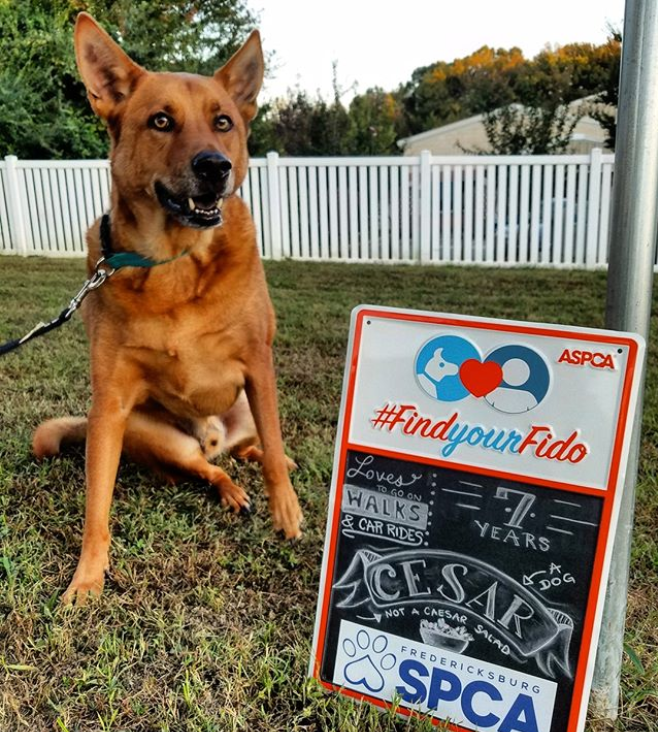 ASPCA
#FindyourFido
Loves
TO GO ON
WALKS
& CAR RIDES
7
YEARS
CESAR
A
DOG
NOT A CAESAR SALAD
FREDERICKSBURG
SPCA